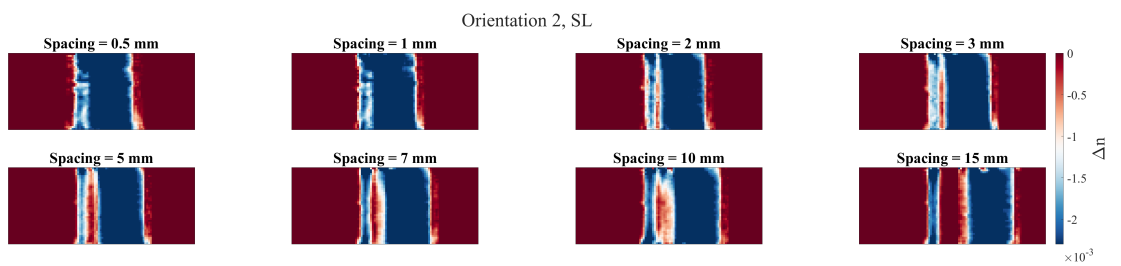 Orientation 2, SL
Spacing = 0.5 mm
Spacing = 1 mm
Spacing = 2 mm
Spacing = 3 mm
0
-0.5
-1
-1.5
-2
Δn
×10⁻³
Spacing = 5 mm
Spacing = 7 mm
Spacing = 10 mm
Spacing = 15 mm